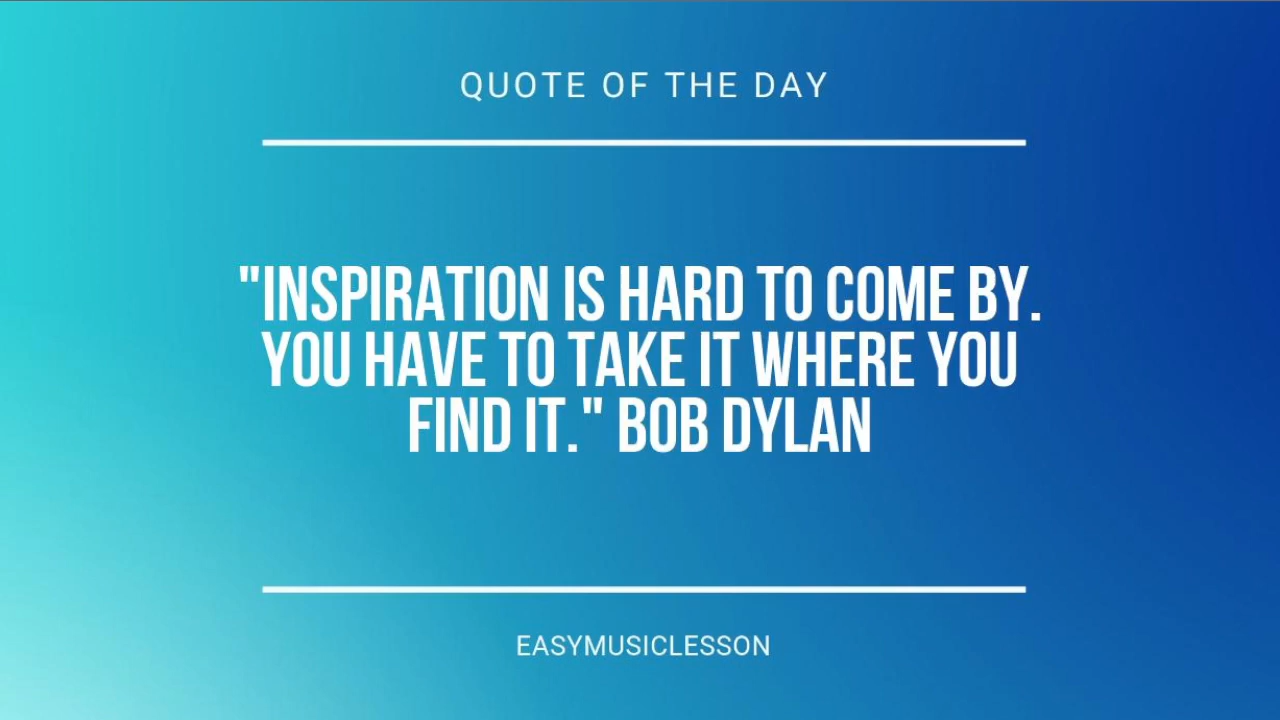 QUOTE OF THE DAY
"INSPIRATION IS HARD TO COME BY.
YOU HAVE TO TAKE IT WHERE YOU
FIND IT." BOB DYLAN
EASYMUSICLESSON